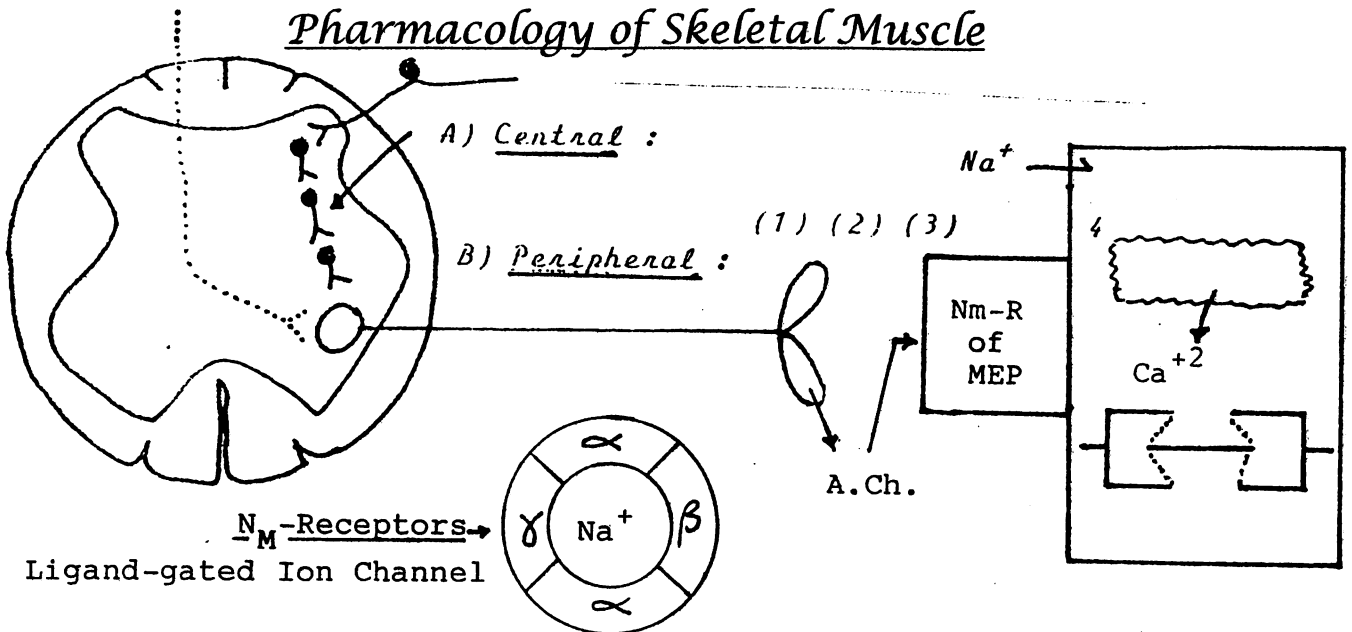 Pharmacology of Skeletal Muscle
A) Central :
Na⁺
(1) (2) (3)
4
B) Peripheral :
Nm-R
of
MEP
Ca⁺²
A.Ch.
α
γ Na⁺ β
α
N_M-Receptors
Ligand-gated Ion Channel